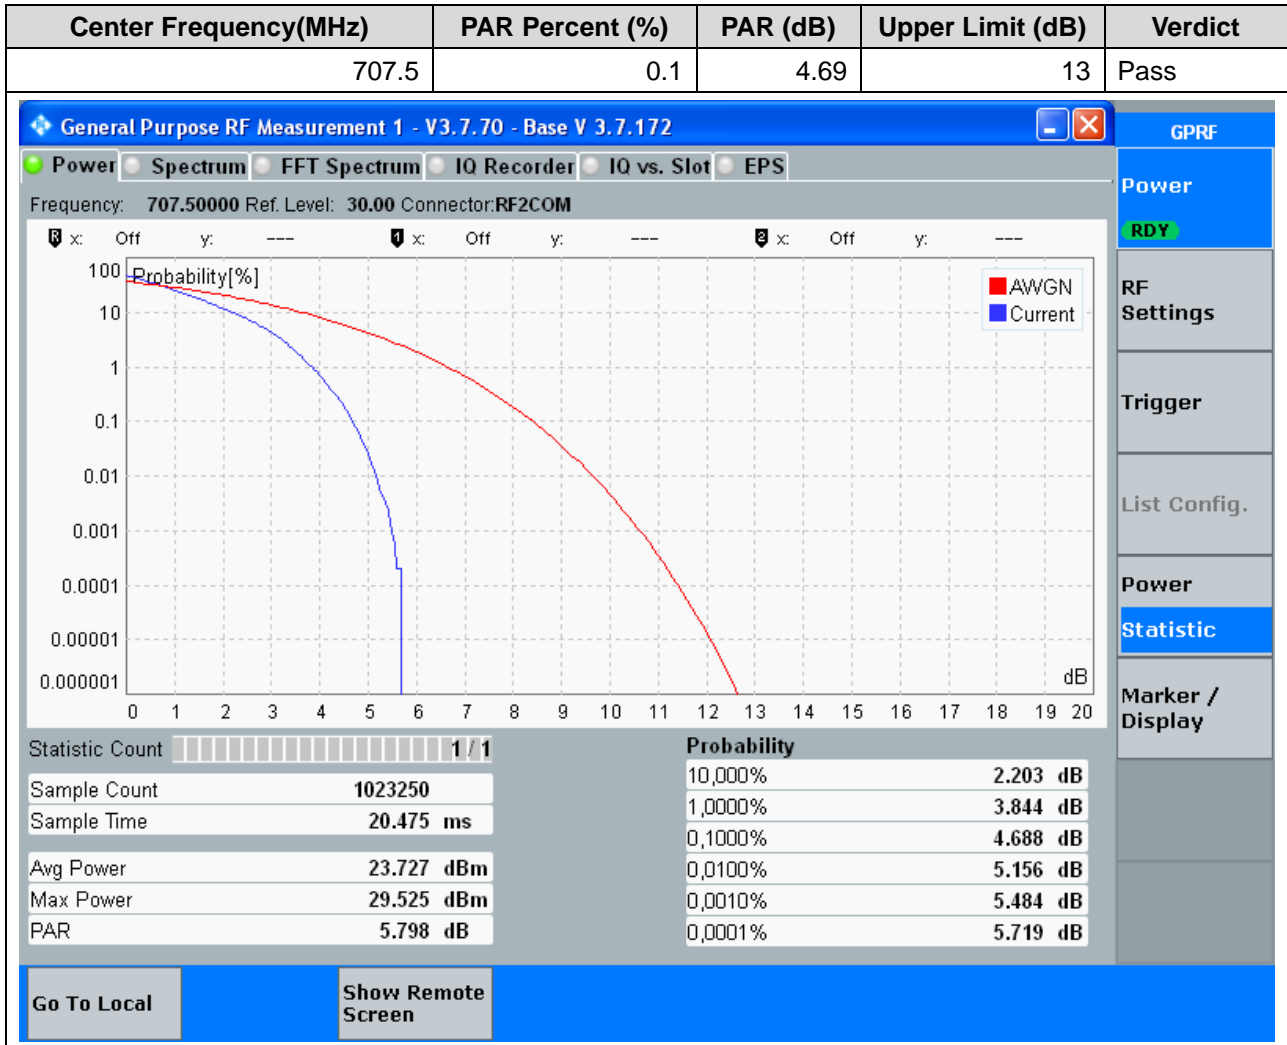 Center Frequency(MHz) PAR Percent (%) PAR (dB) Upper Limit (dB) Verdict
707.5 0.1 4.69 13 Pass
General Purpose RF Measurement 1 - V3.7.70 - Base V 3.7.172
GPRF
Power Spectrum FFT Spectrum IQ Recorder IQ vs. Slot EPS
Frequency: 707.50000 Ref. Level: 30.00 Connector:RF2COM
R x: Off y: --- 1 x: Off y: --- 2 x: Off y: ---
Probability[%]
AWGN
Current
100
10
1
0.1
0.01
0.001
0.0001
0.00001
0.000001
dB
0 1 2 3 4 5 6 7 8 9 10 11 12 13 14 15 16 17 18 19 20
Statistic Count 1 / 1
Sample Count 1023250
Sample Time 20.475 ms
Avg Power 23.727 dBm
Max Power 29.525 dBm
PAR 5.798 dB
Probability
10,000% 2.203 dB
1,0000% 3.844 dB
0,1000% 4.688 dB
0,0100% 5.156 dB
0,0010% 5.484 dB
0,0001% 5.719 dB
Power
RDY
RF
Settings
Trigger
List Config.
Power
Statistic
Marker /
Display
Go To Local
Show Remote
Screen